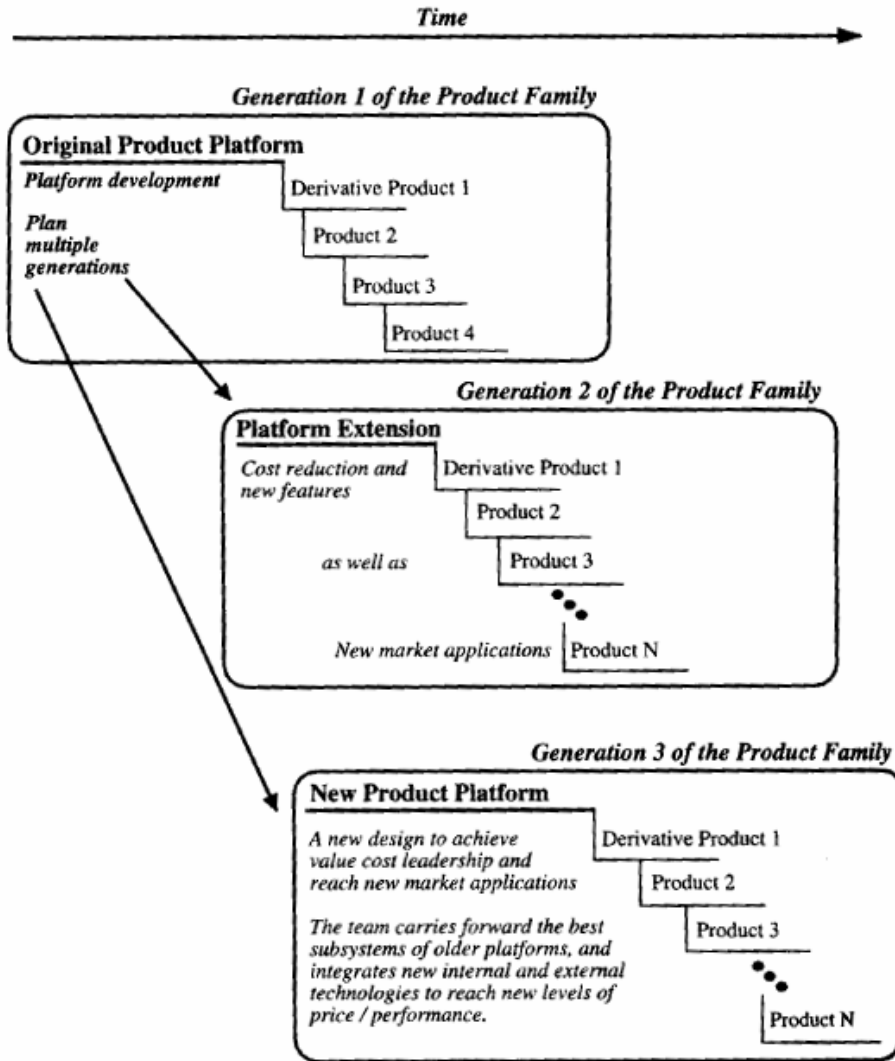 Time
Generation 1 of the Product Family
Original Product Platform
Platform development
Derivative Product 1
Plan
multiple
generations
Product 2
Product 3
Product 4
Generation 2 of the Product Family
Platform Extension
Cost reduction and
new features
Derivative Product 1
Product 2
as well as
Product 3
New market applications
Product N
Generation 3 of the Product Family
New Product Platform
A new design to achieve
value cost leadership and
reach new market applications
Derivative Product 1
Product 2
The team carries forward the best
subsystems of older platforms, and
integrates new internal and external
technologies to reach new levels of
price / performance.
Product 3
Product N